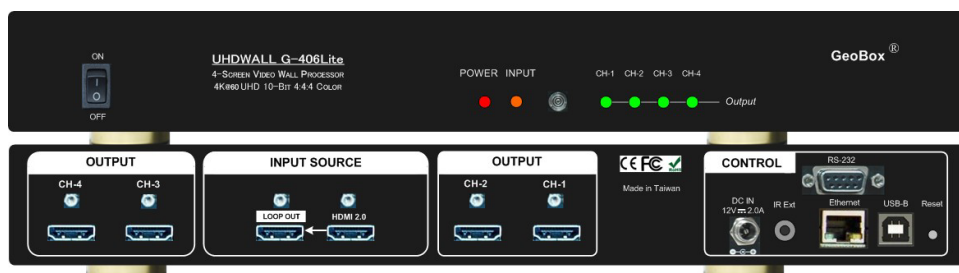 ON
OFF
UHDWALL G-406Lite
4-Screen Video Wall Processor
4K@60 UHD 10-Bit 4:4:4 Color
POWER INPUT
CH-1 CH-2 CH-3 CH-4
Output
GeoBox ®
OUTPUT
CH-4 CH-3
INPUT SOURCE
LOOP OUT HDMI 2.0
OUTPUT
CH-2 CH-1
CE FC
Made in Taiwan
CONTROL
RS-232
DC IN
12V⎓2.0A
IR Ext
Ethernet
USB-B
Reset